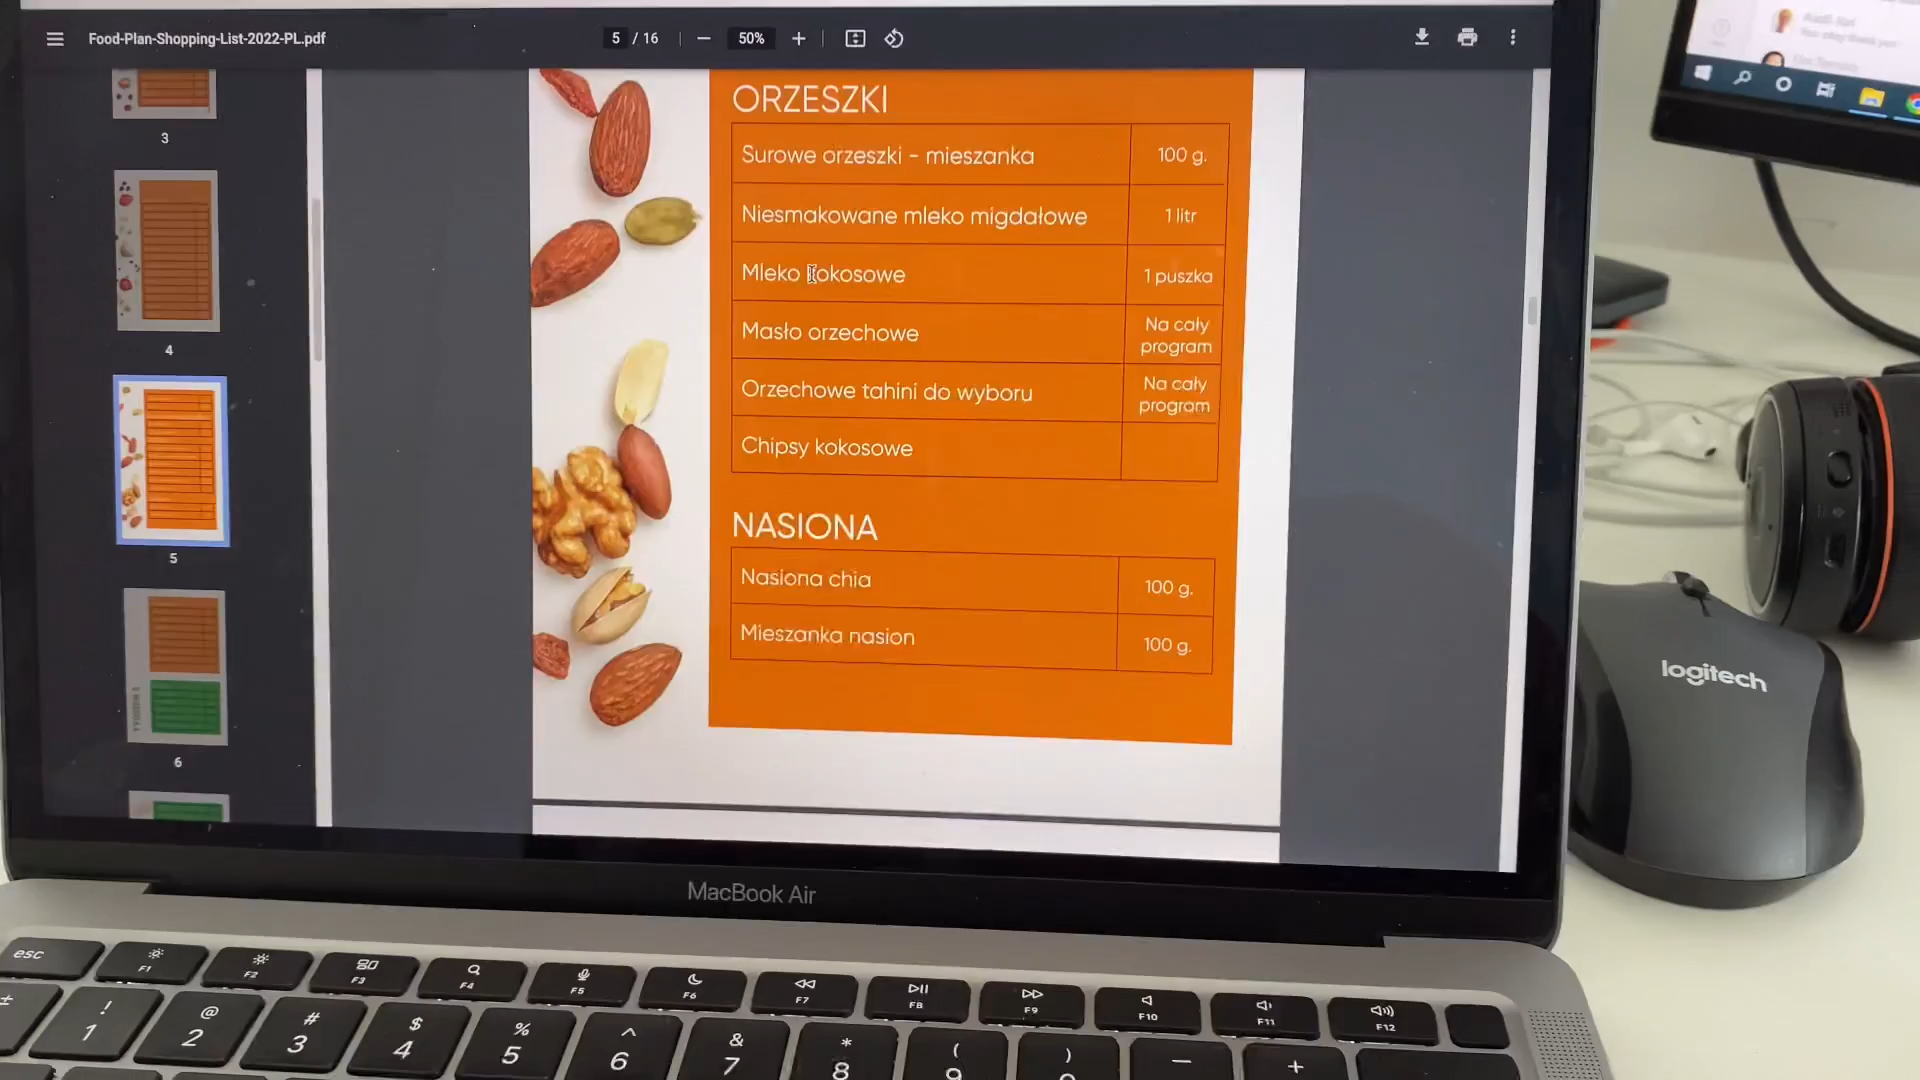 Food-Plan-Shopping-List-2022-PL.pdf
5 / 16
50%
3
4
5
6
ORZESZKI
Surowe orzeszki - mieszanka 100 g.
Niesmakowane mleko migdałowe 1 litr
Mleko kokosowe 1 puszka
Masło orzechowe Na cały
program
Orzechowe tahini do wyboru Na cały
program
Chipsy kokosowe
NASIONA
Nasiona chia 100 g.
Mieszanka nasion 100 g.
MacBook Air
logitech
esc F1 F2 F3 F4 F5 F6 F7 F8 F9 F10 F11 F12
± ! @ # $ % ^ & * ( ) — +
1 2 3 4 5 6 7 8 9